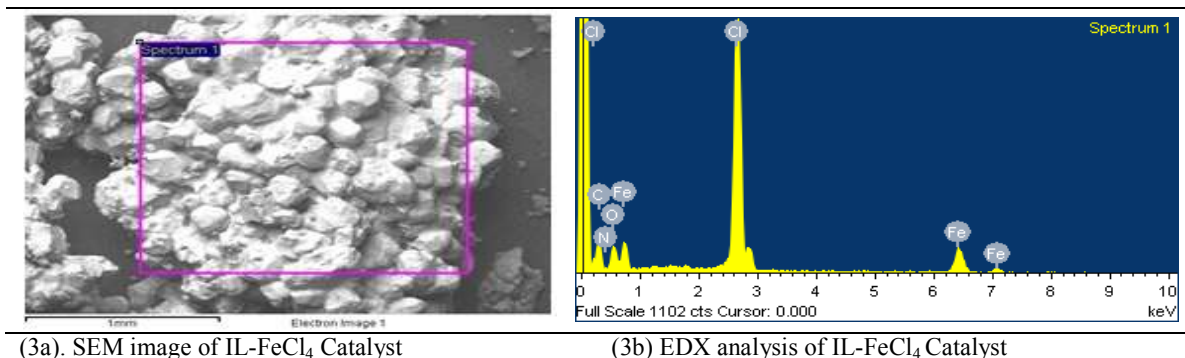 Spectrum 1
1mm
Electron Image 1
Cl
Cl
Spectrum 1
C
Fe
O
N
Fe
Fe
0 1 2 3 4 5 6 7 8 9 10
Full Scale 1102 cts Cursor: 0.000
keV
(3a). SEM image of IL-FeCl₄ Catalyst
(3b) EDX analysis of IL-FeCl₄ Catalyst